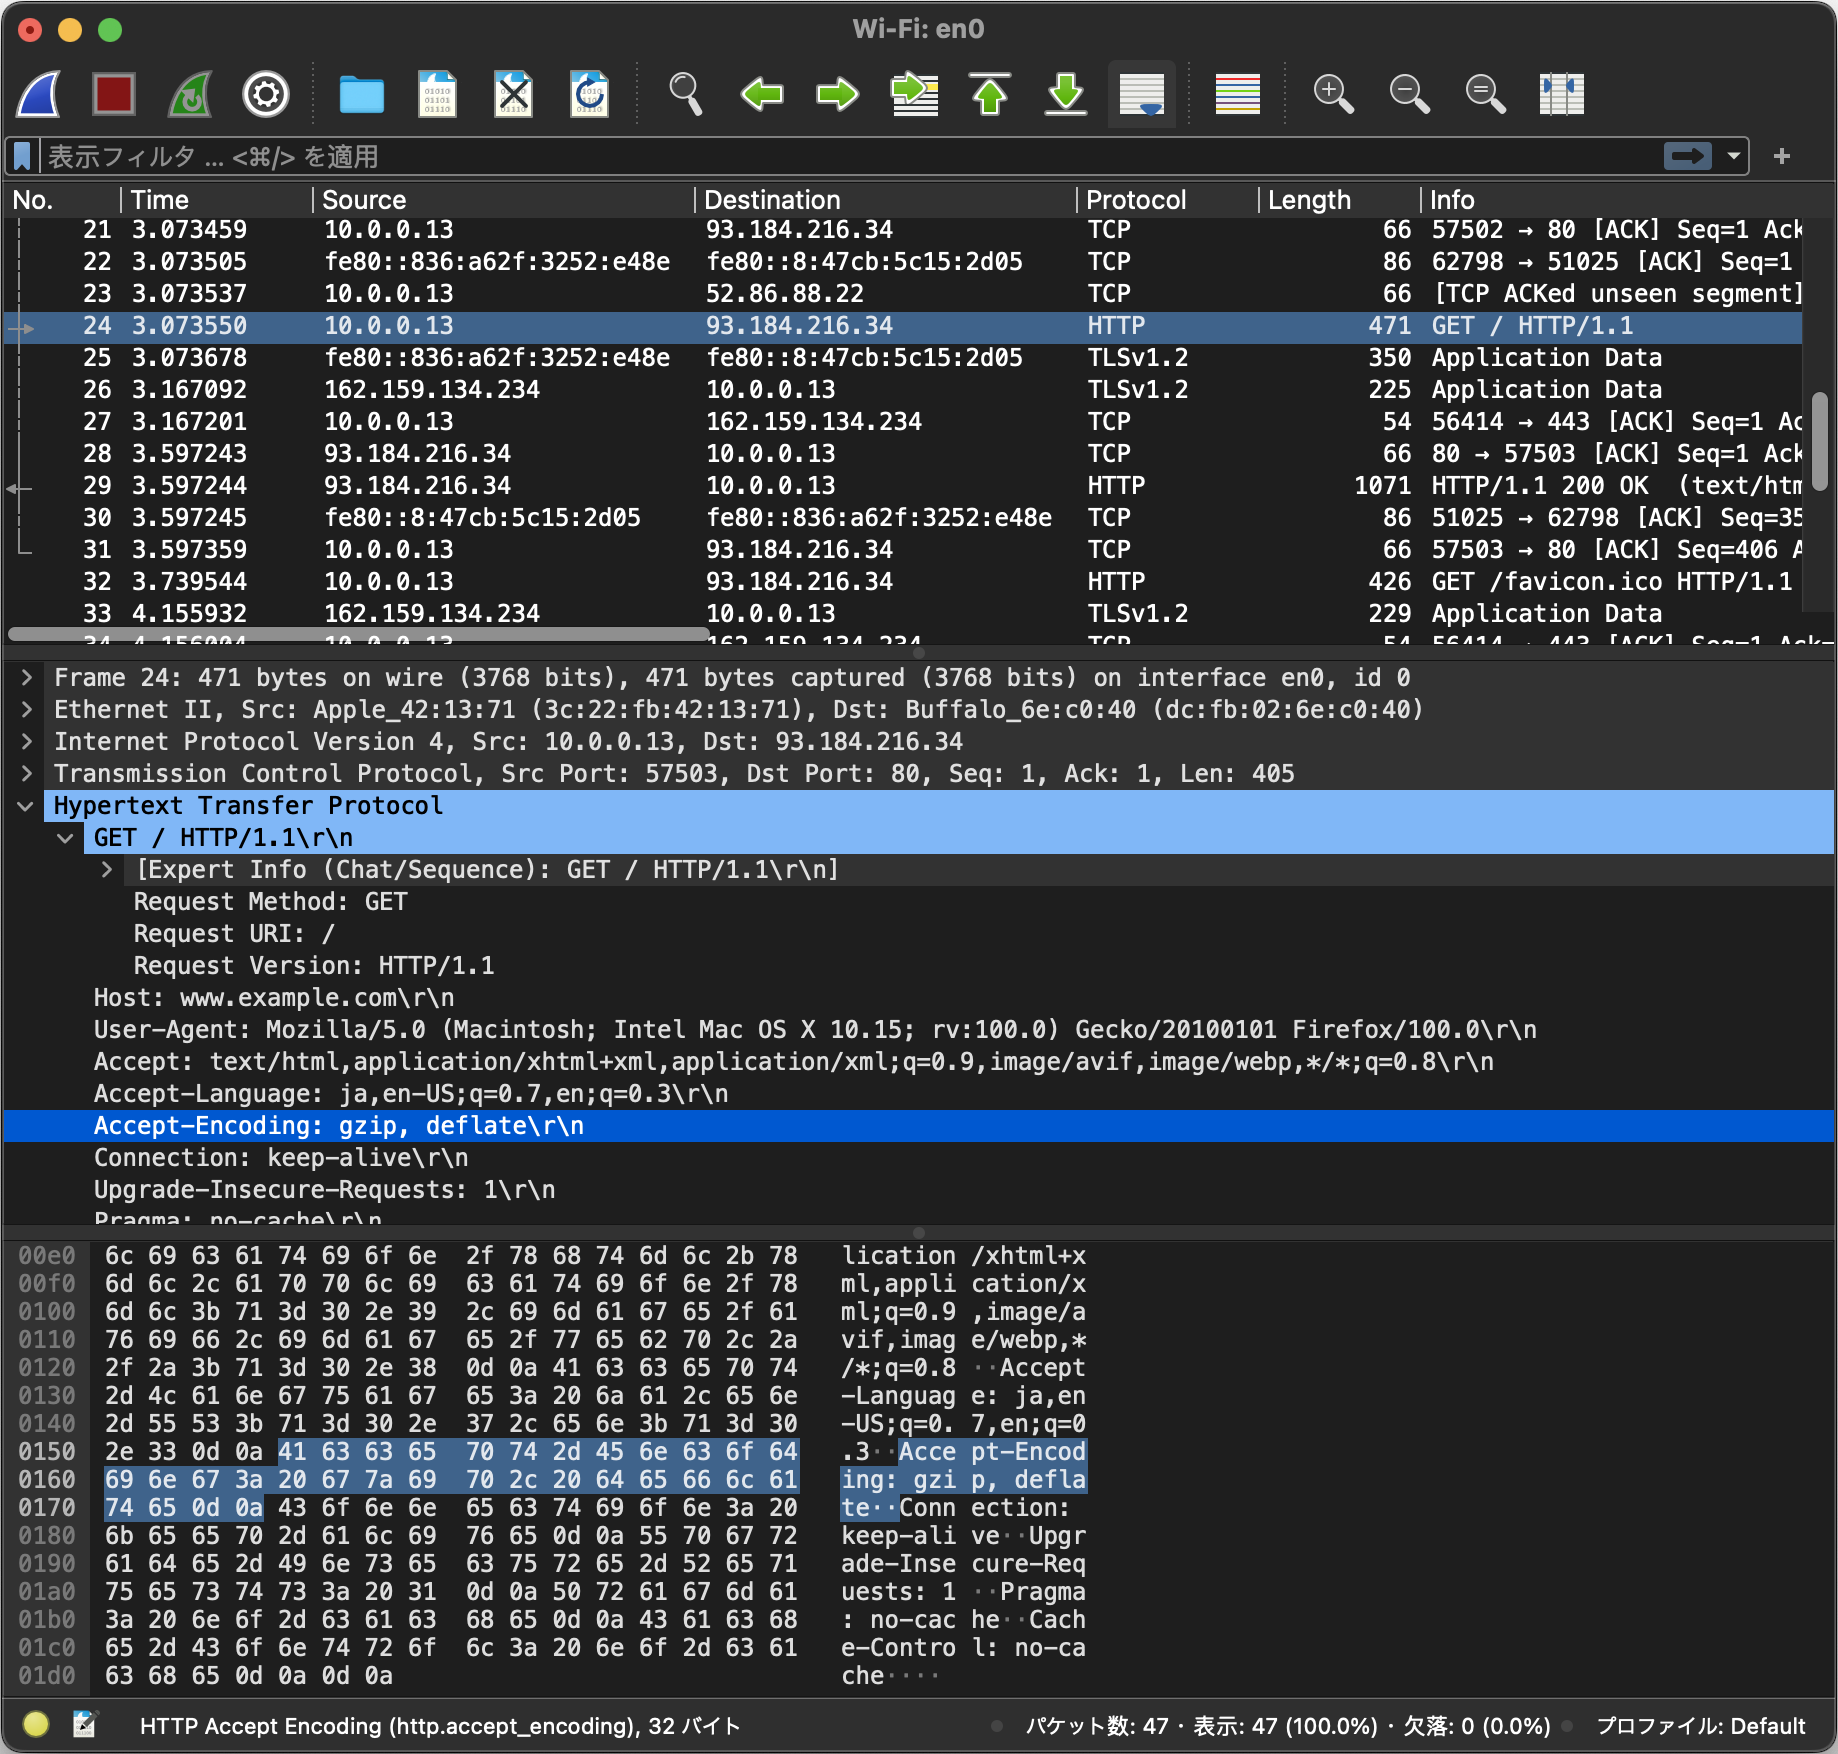 Wi-Fi: en0
表示フィルタ ... <⌘/> を適用
No. Time Source Destination Protocol Length Info
21 3.073459 10.0.0.13 93.184.216.34 TCP 66 57502 → 80 [ACK] Seq=1 Ack
22 3.073505 fe80::836:a62f:3252:e48e fe80::8:47cb:5c15:2d05 TCP 86 62798 → 51025 [ACK] Seq=1
23 3.073537 10.0.0.13 52.86.88.22 TCP 66 [TCP ACKed unseen segment]
24 3.073550 10.0.0.13 93.184.216.34 HTTP 471 GET / HTTP/1.1
25 3.073678 fe80::836:a62f:3252:e48e fe80::8:47cb:5c15:2d05 TLSv1.2 350 Application Data
26 3.167092 162.159.134.234 10.0.0.13 TLSv1.2 225 Application Data
27 3.167201 10.0.0.13 162.159.134.234 TCP 54 56414 → 443 [ACK] Seq=1 Ac
28 3.597243 93.184.216.34 10.0.0.13 TCP 66 80 → 57503 [ACK] Seq=1 Ack
29 3.597244 93.184.216.34 10.0.0.13 HTTP 1071 HTTP/1.1 200 OK (text/htm
30 3.597245 fe80::8:47cb:5c15:2d05 fe80::836:a62f:3252:e48e TCP 86 51025 → 62798 [ACK] Seq=35
31 3.597359 10.0.0.13 93.184.216.34 TCP 66 57503 → 80 [ACK] Seq=406 A
32 3.739544 10.0.0.13 93.184.216.34 HTTP 426 GET /favicon.ico HTTP/1.1
33 4.155932 162.159.134.234 10.0.0.13 TLSv1.2 229 Application Data
34 4.156004 10.0.0.13 162.159.134.234 TCP 54 56414 → 443 [ACK] Seq=1 Ack=
Frame 24: 471 bytes on wire (3768 bits), 471 bytes captured (3768 bits) on interface en0, id 0
Ethernet II, Src: Apple_42:13:71 (3c:22:fb:42:13:71), Dst: Buffalo_6e:c0:40 (dc:fb:02:6e:c0:40)
Internet Protocol Version 4, Src: 10.0.0.13, Dst: 93.184.216.34
Transmission Control Protocol, Src Port: 57503, Dst Port: 80, Seq: 1, Ack: 1, Len: 405
Hypertext Transfer Protocol
GET / HTTP/1.1\r\n
[Expert Info (Chat/Sequence): GET / HTTP/1.1\r\n]
Request Method: GET
Request URI: /
Request Version: HTTP/1.1
Host: www.example.com\r\n
User-Agent: Mozilla/5.0 (Macintosh; Intel Mac OS X 10.15; rv:100.0) Gecko/20100101 Firefox/100.0\r\n
Accept: text/html,application/xhtml+xml,application/xml;q=0.9,image/avif,image/webp,*/*;q=0.8\r\n
Accept-Language: ja,en-US;q=0.7,en;q=0.3\r\n
Accept-Encoding: gzip, deflate\r\n
Connection: keep-alive\r\n
Upgrade-Insecure-Requests: 1\r\n
Pragma: no-cache\r\n
00e0 6c 69 63 61 74 69 6f 6e 2f 78 68 74 6d 6c 2b 78 lication /xhtml+x
00f0 6d 6c 2c 61 70 70 6c 69 63 61 74 69 6f 6e 2f 78 ml,appli cation/x
0100 6d 6c 3b 71 3d 30 2e 39 2c 69 6d 61 67 65 2f 61 ml;q=0.9 ,image/a
0110 76 69 66 2c 69 6d 61 67 65 2f 77 65 62 70 2c 2a vif,imag e/webp,*
0120 2f 2a 3b 71 3d 30 2e 38 0d 0a 41 63 63 65 70 74 /*;q=0.8 ··Accept
0130 2d 4c 61 6e 67 75 61 67 65 3a 20 6a 61 2c 65 6e -Languag e: ja,en
0140 2d 55 53 3b 71 3d 30 2e 37 2c 65 6e 3b 71 3d 30 -US;q=0. 7,en;q=0
0150 2e 33 0d 0a 41 63 63 65 70 74 2d 45 6e 63 6f 64 .3··Acce pt-Encod
0160 69 6e 67 3a 20 67 7a 69 70 2c 20 64 65 66 6c 61 ing: gzi p, defla
0170 74 65 0d 0a 43 6f 6e 6e 65 63 74 69 6f 6e 3a 20 te··Conn ection:
0180 6b 65 65 70 2d 61 6c 69 76 65 0d 0a 55 70 67 72 keep-ali ve··Upgr
0190 61 64 65 2d 49 6e 73 65 63 75 72 65 2d 52 65 71 ade-Inse cure-Req
01a0 75 65 73 74 73 3a 20 31 0d 0a 50 72 61 67 6d 61 uests: 1 ··Pragma
01b0 3a 20 6e 6f 2d 63 61 63 68 65 0d 0a 43 61 63 68 : no-cac he··Cach
01c0 65 2d 43 6f 6e 74 72 6f 6c 3a 20 6e 6f 2d 63 61 e-Contro l: no-ca
01d0 63 68 65 0d 0a 0d 0a che····
HTTP Accept Encoding (http.accept_encoding), 32 バイト パケット数: 47 · 表示: 47 (100.0%) · 欠落: 0 (0.0%) プロファイル: Default